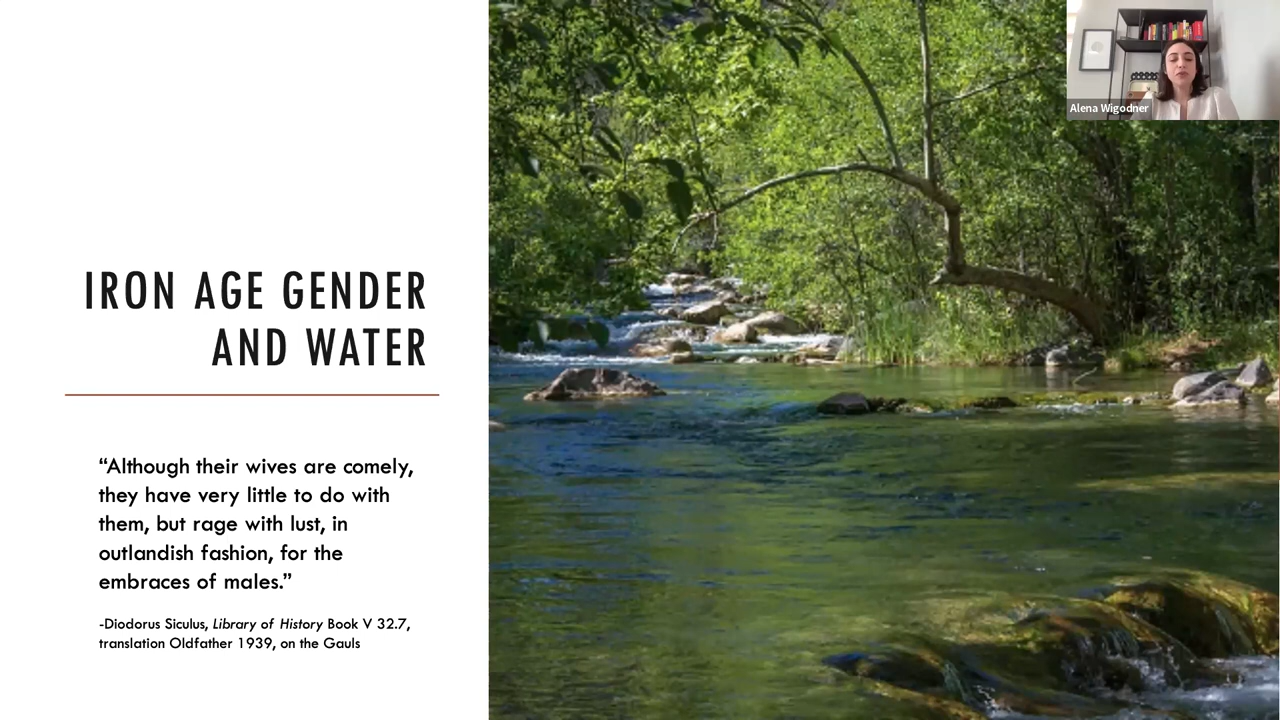 Alena Wigodner
IRON AGE GENDER
AND WATER
“Although their wives are comely,
they have very little to do with
them, but rage with lust, in
outlandish fashion, for the
embraces of males.”
-Diodorus Siculus, Library of History Book V 32.7,
translation Oldfather 1939, on the Gauls